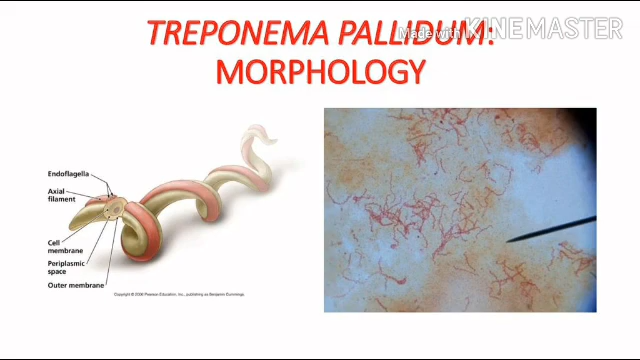 TREPONEMA PALLIDUM:
Made with KINEMASTER
MORPHOLOGY
Endoflagella
Axial
filament
Cell
membrane
Periplasmic
space
Outer membrane
Copyright © 2006 Pearson Education, Inc., publishing as Benjamin Cummings.